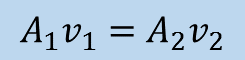 A₁v₁ = A₂v₂